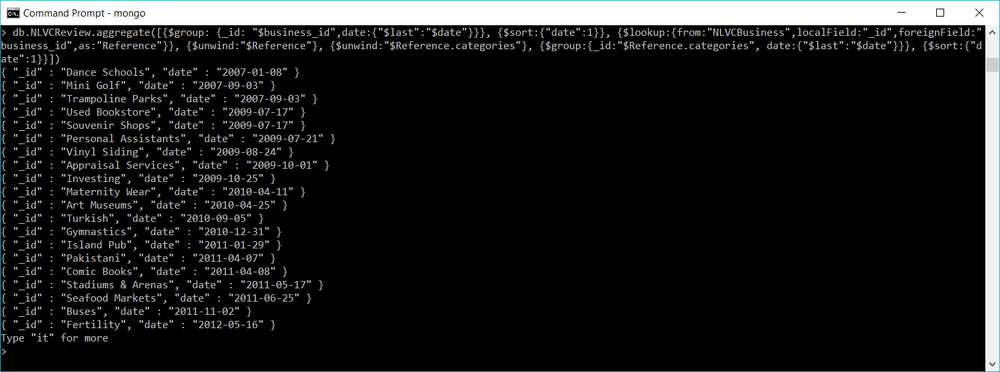 Command Prompt - mongo
> db.NLVCReview.aggregate([{$group: {_id: "$business_id",date:{"$last":"$date"}}}, {$sort:{"date":1}}, {$lookup:{from:"NLVCBusiness",localField:"_id",foreignField:"
business_id",as:"Reference"}}, {$unwind:"$Reference"}, {$unwind:"$Reference.categories"}, {$group:{_id:"$Reference.categories", date:{"$last":"$date"}}}, {$sort:{"d
ate":1}}])
{ "_id" : "Dance Schools", "date" : "2007-01-08" }
{ "_id" : "Mini Golf", "date" : "2007-09-03" }
{ "_id" : "Trampoline Parks", "date" : "2007-09-03" }
{ "_id" : "Used Bookstore", "date" : "2009-07-17" }
{ "_id" : "Souvenir Shops", "date" : "2009-07-17" }
{ "_id" : "Personal Assistants", "date" : "2009-07-21" }
{ "_id" : "Vinyl Siding", "date" : "2009-08-24" }
{ "_id" : "Appraisal Services", "date" : "2009-10-01" }
{ "_id" : "Investing", "date" : "2009-10-25" }
{ "_id" : "Maternity Wear", "date" : "2010-04-11" }
{ "_id" : "Art Museums", "date" : "2010-04-25" }
{ "_id" : "Turkish", "date" : "2010-09-05" }
{ "_id" : "Gymnastics", "date" : "2010-12-31" }
{ "_id" : "Island Pub", "date" : "2011-01-29" }
{ "_id" : "Pakistani", "date" : "2011-04-07" }
{ "_id" : "Comic Books", "date" : "2011-04-08" }
{ "_id" : "Stadiums & Arenas", "date" : "2011-05-17" }
{ "_id" : "Seafood Markets", "date" : "2011-06-25" }
{ "_id" : "Buses", "date" : "2011-11-02" }
{ "_id" : "Fertility", "date" : "2012-05-16" }
Type "it" for more
>